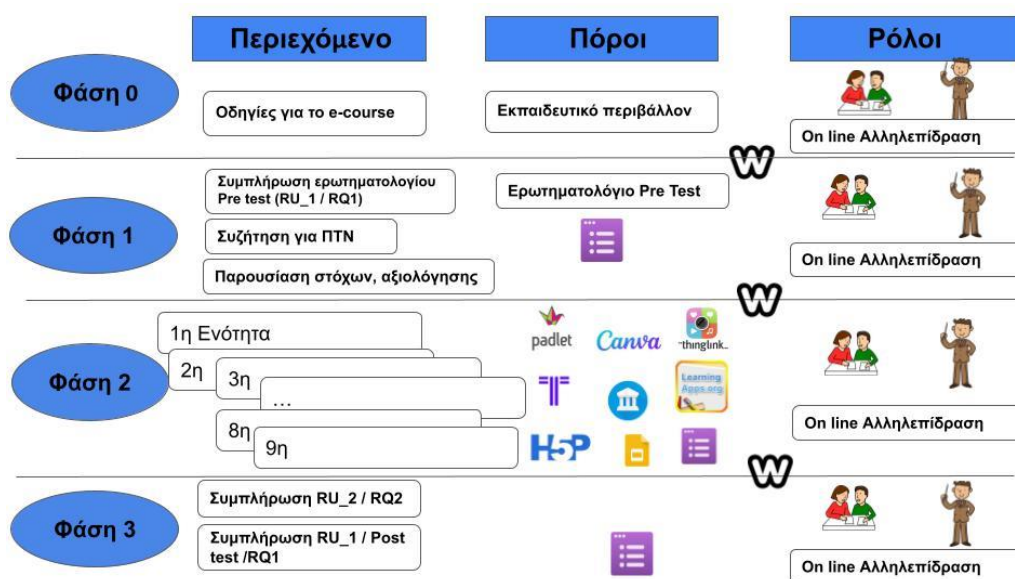 Περιεχόμενο
Πόροι
Ρόλοι
Φάση 0
Οδηγίες για το e-course
Εκπαιδευτικό περιβάλλον
On line Αλληλεπίδραση
W
Φάση 1
Συμπλήρωση ερωτηματολογίου
Pre test (RU_1 / RQ1)
Συζήτηση για ΠΤΝ
Παρουσίαση στόχων, αξιολόγησης
Ερωτηματολόγιο Pre Test
On line Αλληλεπίδραση
W
Φάση 2
1η Ενότητα
2η
3η
...
8η
9η
padlet
Canva
thinglink..
Learning
Apps.org
H5P
On line Αλληλεπίδραση
W
Φάση 3
Συμπλήρωση RU_2 / RQ2
Συμπλήρωση RU_1 / Post
test /RQ1
On line Αλληλεπίδραση